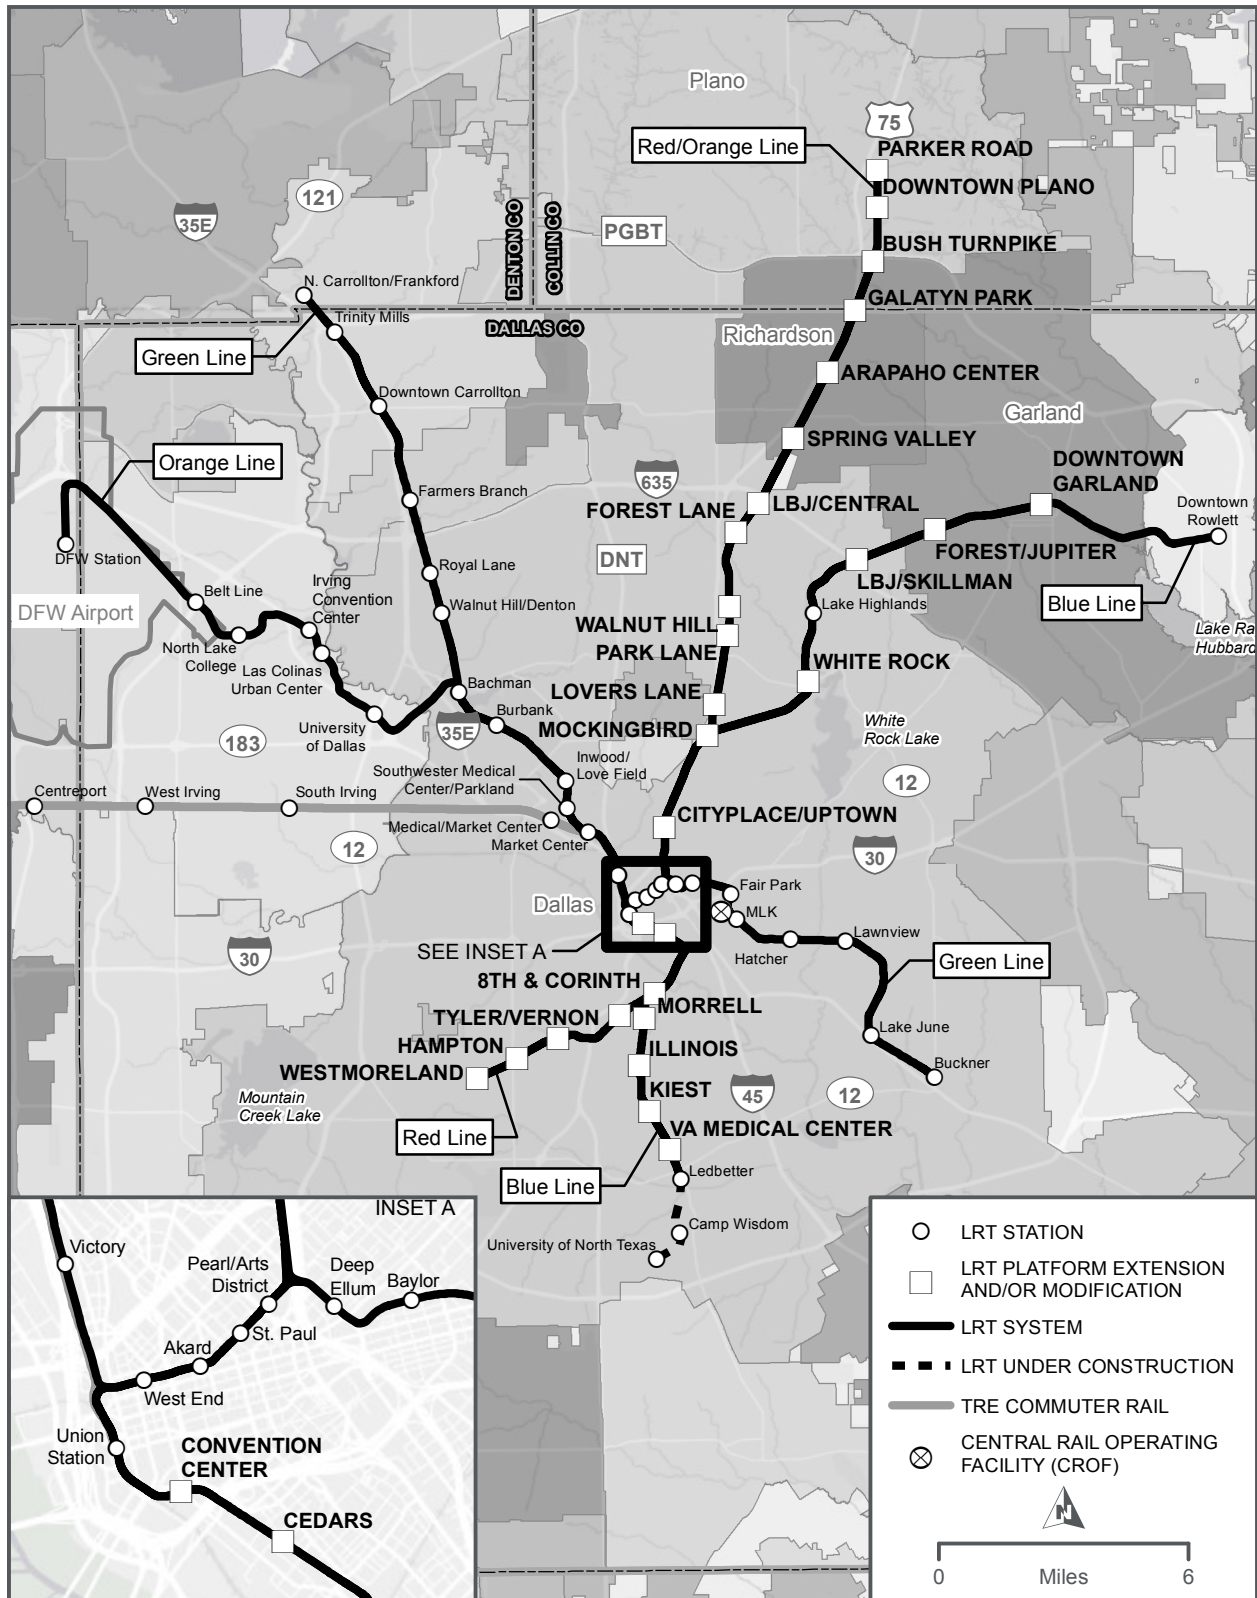 Plano
75
Red/Orange Line
PARKER ROAD
DOWNTOWN PLANO
121
35E
DENTON CO
COLLIN CO
PGBT
BUSH TURNPIKE
N. Carrollton/Frankford
GALATYN PARK
Trinity Mills
DALLAS CO
Richardson
Green Line
ARAPAHO CENTER
Downtown Carrollton
Garland
SPRING VALLEY
Orange Line
DOWNTOWN
GARLAND
635
Farmers Branch
LBJ/CENTRAL
FOREST LANE
Downtown
Rowlett
DFW Station
DNT
FOREST/JUPITER
Royal Lane
LBJ/SKILLMAN
Irving
Convention
Center
Belt Line
Walnut Hill/Denton
Lake Highlands
Blue Line
DFW Airport
WALNUT HILL
Lake Ra
Hubbard
North Lake
College
PARK LANE
Las Colinas
Urban Center
WHITE ROCK
Bachman
LOVERS LANE
Burbank
University
of Dallas
35E
MOCKINGBIRD
White
Rock Lake
183
Inwood/
Love Field
Southwester Medical
Center/Parkland
12
Centreport
West Irving
South Irving
CITYPLACE/UPTOWN
Medical/Market Center
Market Center
12
30
Fair Park
Dallas
MLK
Lawnview
SEE INSET A
Hatcher
30
Green Line
8TH & CORINTH
MORRELL
TYLER/VERNON
Lake June
HAMPTON
ILLINOIS
Buckner
WESTMORELAND
KIEST
45
12
Mountain
Creek Lake
VA MEDICAL CENTER
Red Line
Ledbetter
Blue Line
Camp Wisdom
University of North Texas
INSET A
Victory
Pearl/Arts
District
Deep
Ellum
Baylor
St. Paul
Akard
West End
Union
Station
CONVENTION
CENTER
CEDARS
LRT STATION
LRT PLATFORM EXTENSION
AND/OR MODIFICATION
LRT SYSTEM
LRT UNDER CONSTRUCTION
TRE COMMUTER RAIL
CENTRAL RAIL OPERATING
FACILITY (CROF)
N
0 Miles 6